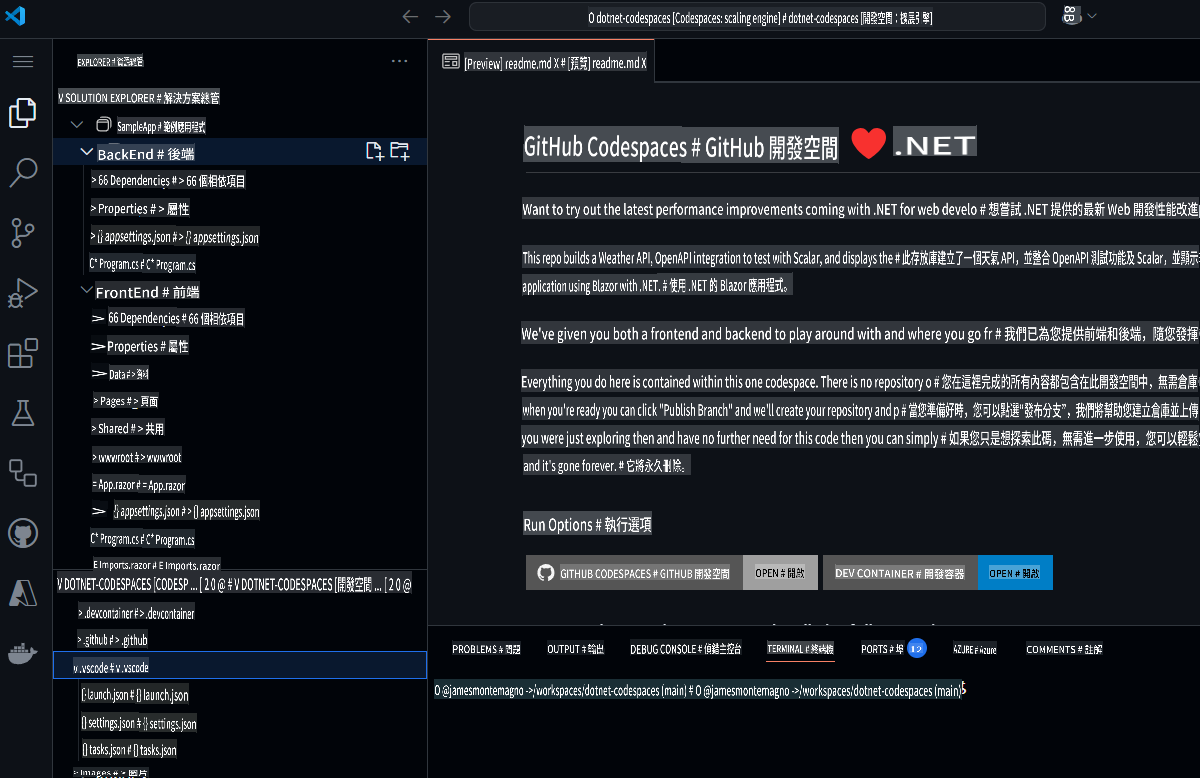 O dotnet-codespaces [Codespaces: scaling engine] # dotnet-codespaces [開發空間：擴展引擎]
EXPLORER # 資源總管
[Preview] readme.md X # [預覽] readme.md X
V SOLUTION EXPLORER # 解決方案總管
SampleApp # 範例應用程式
BackEnd # 後端
> 66 Dependencies # > 66 個相依項目
> Properties # > 屬性
> {} appsettings.json # > {} appsettings.json
C* Program.cs # C* Program.cs
FrontEnd # 前端
66 Dependencies # 66 個相依項目
Properties # 屬性
Data # > 資料
> Pages # > 頁面
> Shared # > 共用
> wwwroot # > wwwroot
= App.razor # = App.razor
{} appsettings.json # > {} appsettings.json
C* Program.cs # C* Program.cs
E Imports.razor # E Imports.razor
V DOTNET-CODESPACES [CODESP ... [ 2 0 @ # V DOTNET-CODESPACES [開發空間 ... [ 2 0 @
> .devcontainer # > .devcontainer
> .github # > .github
v .vscode # v .vscode
{} launch.json # {} launch.json
{} settings.json # {} settings.json
{} tasks.json # {} tasks.json
GitHub Codespaces # GitHub 開發空間 ♥ .NET
Want to try out the latest performance improvements coming with .NET for web develo # 想嘗試 .NET 提供的最新 Web 開發性能改進
This repo builds a Weather API, OpenAPI integration to test with Scalar, and displays the # 此存放庫建立了一個天氣 API，並整合 OpenAPI 測試功能及 Scalar，並顯示
application using Blazor with .NET. # 使用 .NET 的 Blazor 應用程式。
We've given you both a frontend and backend to play around with and where you go fr # 我們已為您提供前端和後端，隨您發揮
Everything you do here is contained within this one codespace. There is no repository o # 您在這裡完成的所有內容都包含在此開發空間中，無需倉庫
when you're ready you can click "Publish Branch" and we'll create your repository and p # 當您準備好時，您可以點選“發布分支”，我們將幫助您建立倉庫並上傳
you were just exploring then and have no further need for this code then you can simply # 如果您只是想探索此碼，無需進一步使用，您可以輕鬆
and it's gone forever. # 它將永久刪除。
Run Options # 執行選項
GITHUB CODESPACES # GITHUB 開發空間 OPEN # 開啟 DEV CONTAINER # 開發容器 OPEN # 開啟
PROBLEMS # 問題 OUTPUT # 輸出 DEBUG CONSOLE # 偵錯主控台 TERMINAL # 終端機 PORTS # 埠 12 AZURE # Azure COMMENTS # 註解
O @jamesmontemagno ->/workspaces/dotnet-codespaces (main) # O @jamesmontemagno ->/workspaces/dotnet-codespaces (main)